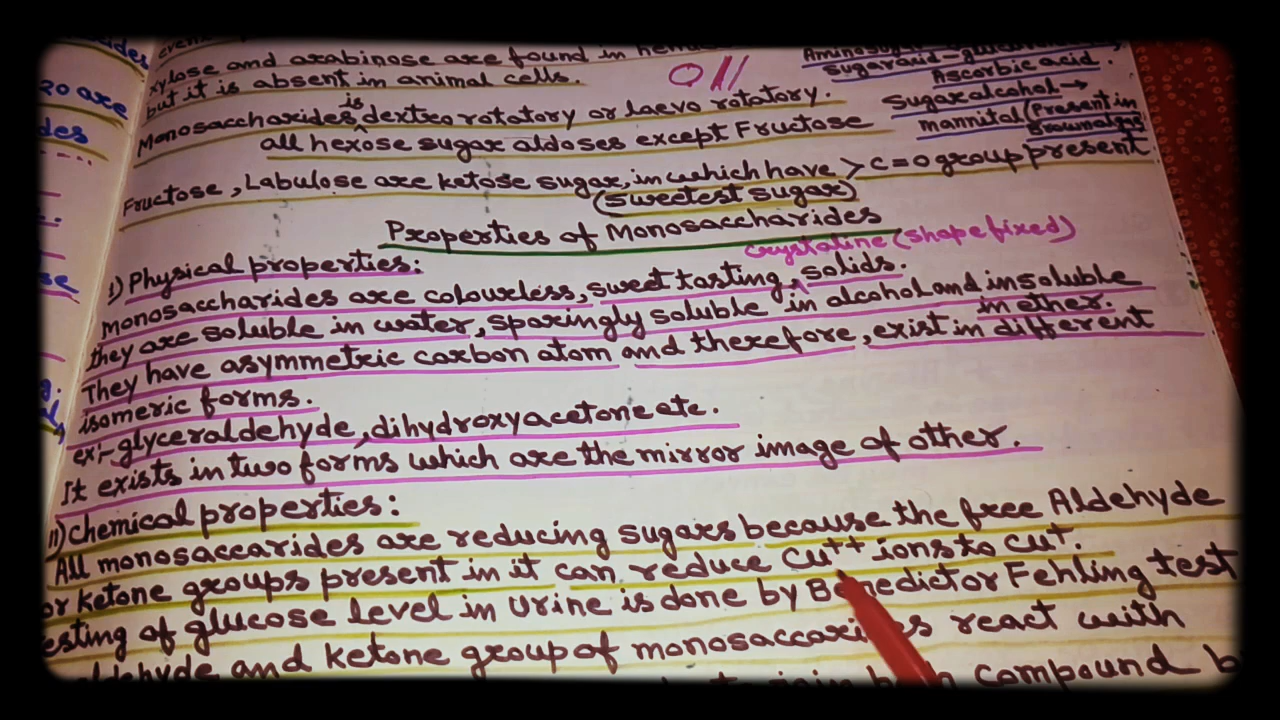 20 are
xylose and arabinose are found in
but it is absent in animal cells.
Ascorbic acid.
Sugar alcohol →
mannital (Present in
Monosaccharides is dextro rotatory or laevo rotatory.
all hexose sugar aldoses except Fructose
Fructose, Labulose are ketose sugar, in which have > C=O group present
(sweetest sugar)
Properties of Monosaccharides
i) Physical properties:
crystaline (shape fixed)
monosaccharides are colourless, sweet tasting, solids.
they are soluble in water, sparingly soluble in alcohol and insoluble
in ether.
They have asymmetric carbon atom and therefore, exist in different
isomeric forms.
ex:- glyceraldehyde, dihydroxyacetone etc.
It exists in two forms which are the mirror image of other.
ii) Chemical properties:
All monosaccarides are reducing sugars because the free Aldehyde
or ketone groups present in it can reduce Cu++ ions to Cu+.
esting of glucose level in Urine is done by Benedict or Fehling test
aldehyde and ketone group of monosaccarides react with
compound b